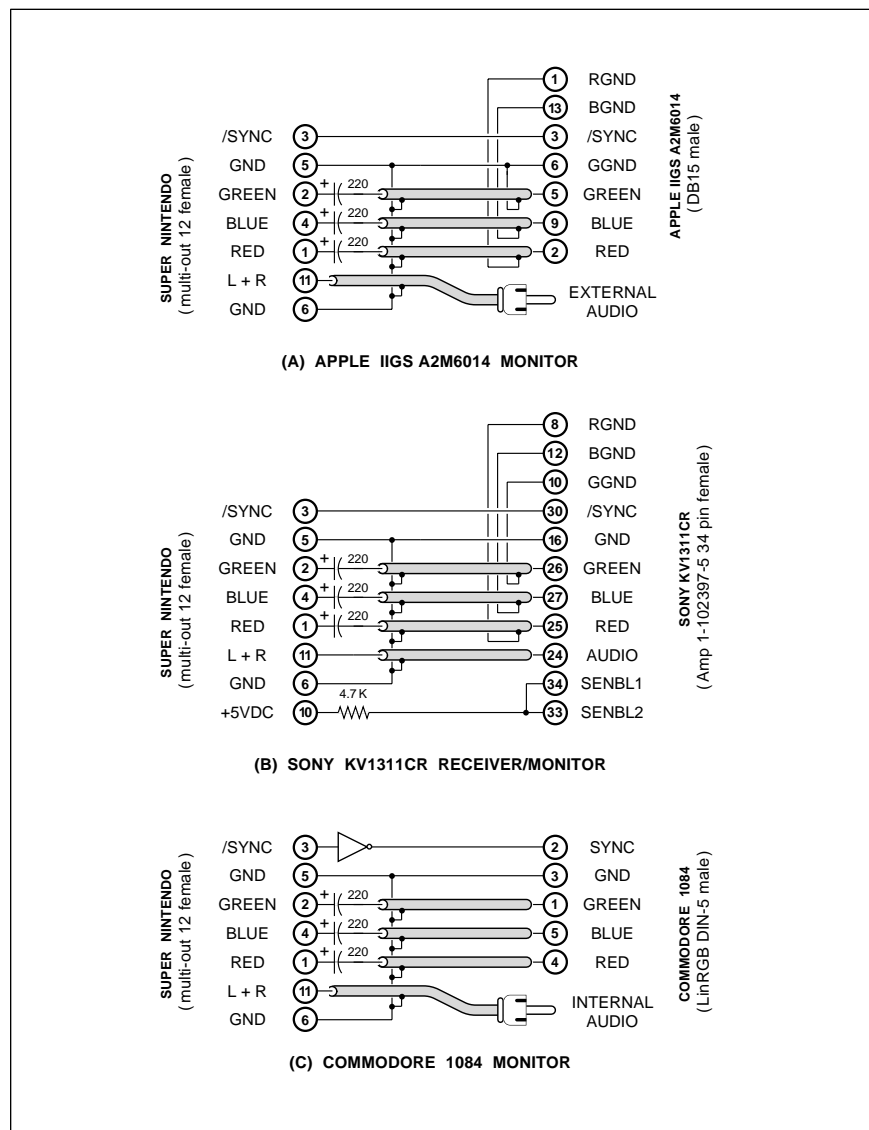 1 RGND
13 BGND
/SYNC 3 3 /SYNC
GND 5 6 GGND
GREEN 2 + 220 5 GREEN
BLUE 4 + 220 9 BLUE
RED 1 + 220 2 RED
L + R 11 EXTERNAL
AUDIO
GND 6
SUPER NINTENDO
(multi-out 12 female)
APPLE IIGS A2M6014
(DB15 male)
(A) APPLE IIGS A2M6014 MONITOR
8 RGND
12 BGND
10 GGND
/SYNC 3 30 /SYNC
GND 5 16 GND
GREEN 2 + 220 26 GREEN
BLUE 4 + 220 27 BLUE
RED 1 + 220 25 RED
L + R 11 24 AUDIO
GND 6 34 SENBL1
+5VDC 10 4.7 K 33 SENBL2
SUPER NINTENDO
(multi-out 12 female)
SONY KV1311CR
(Amp 1-102397-5 34 pin female)
(B) SONY KV1311CR RECEIVER/MONITOR
/SYNC 3 2 SYNC
GND 5 3 GND
GREEN 2 + 220 1 GREEN
BLUE 4 + 220 5 BLUE
RED 1 + 220 4 RED
L + R 11 INTERNAL
AUDIO
GND 6
SUPER NINTENDO
(multi-out 12 female)
COMMODORE 1084
(LinRGB DIN-5 male)
(C) COMMODORE 1084 MONITOR